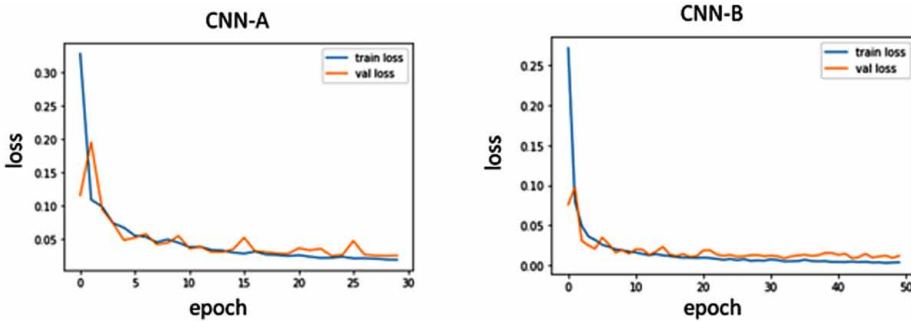 CNN-A
loss
0.30
0.25
0.20
0.15
0.10
0.05
train loss
val loss
0 5 10 15 20 25 30
epoch
CNN-B
loss
0.25
0.20
0.15
0.10
0.05
0.00
train loss
val loss
0 10 20 30 40 50
epoch